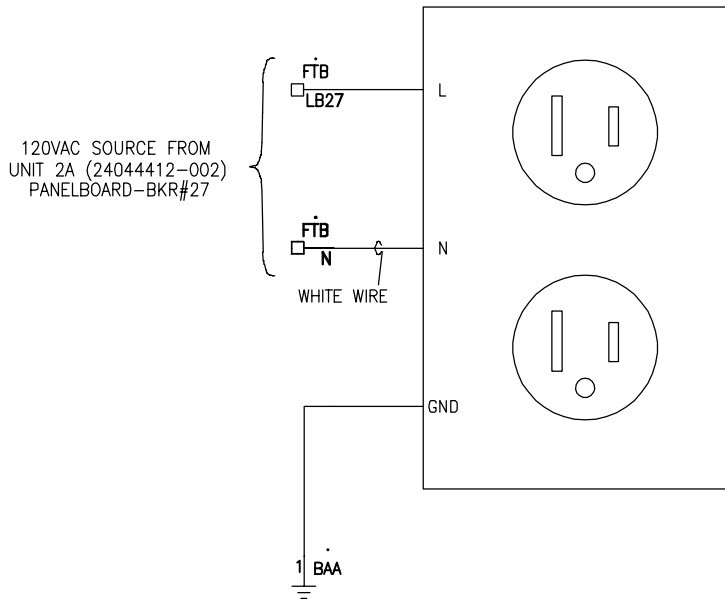 FTB
LB27
L
120VAC SOURCE FROM
UNIT 2A (24044412-002)
PANELBOARD-BKR#27
FTB
N
N
WHITE WIRE
GND
1 BAA